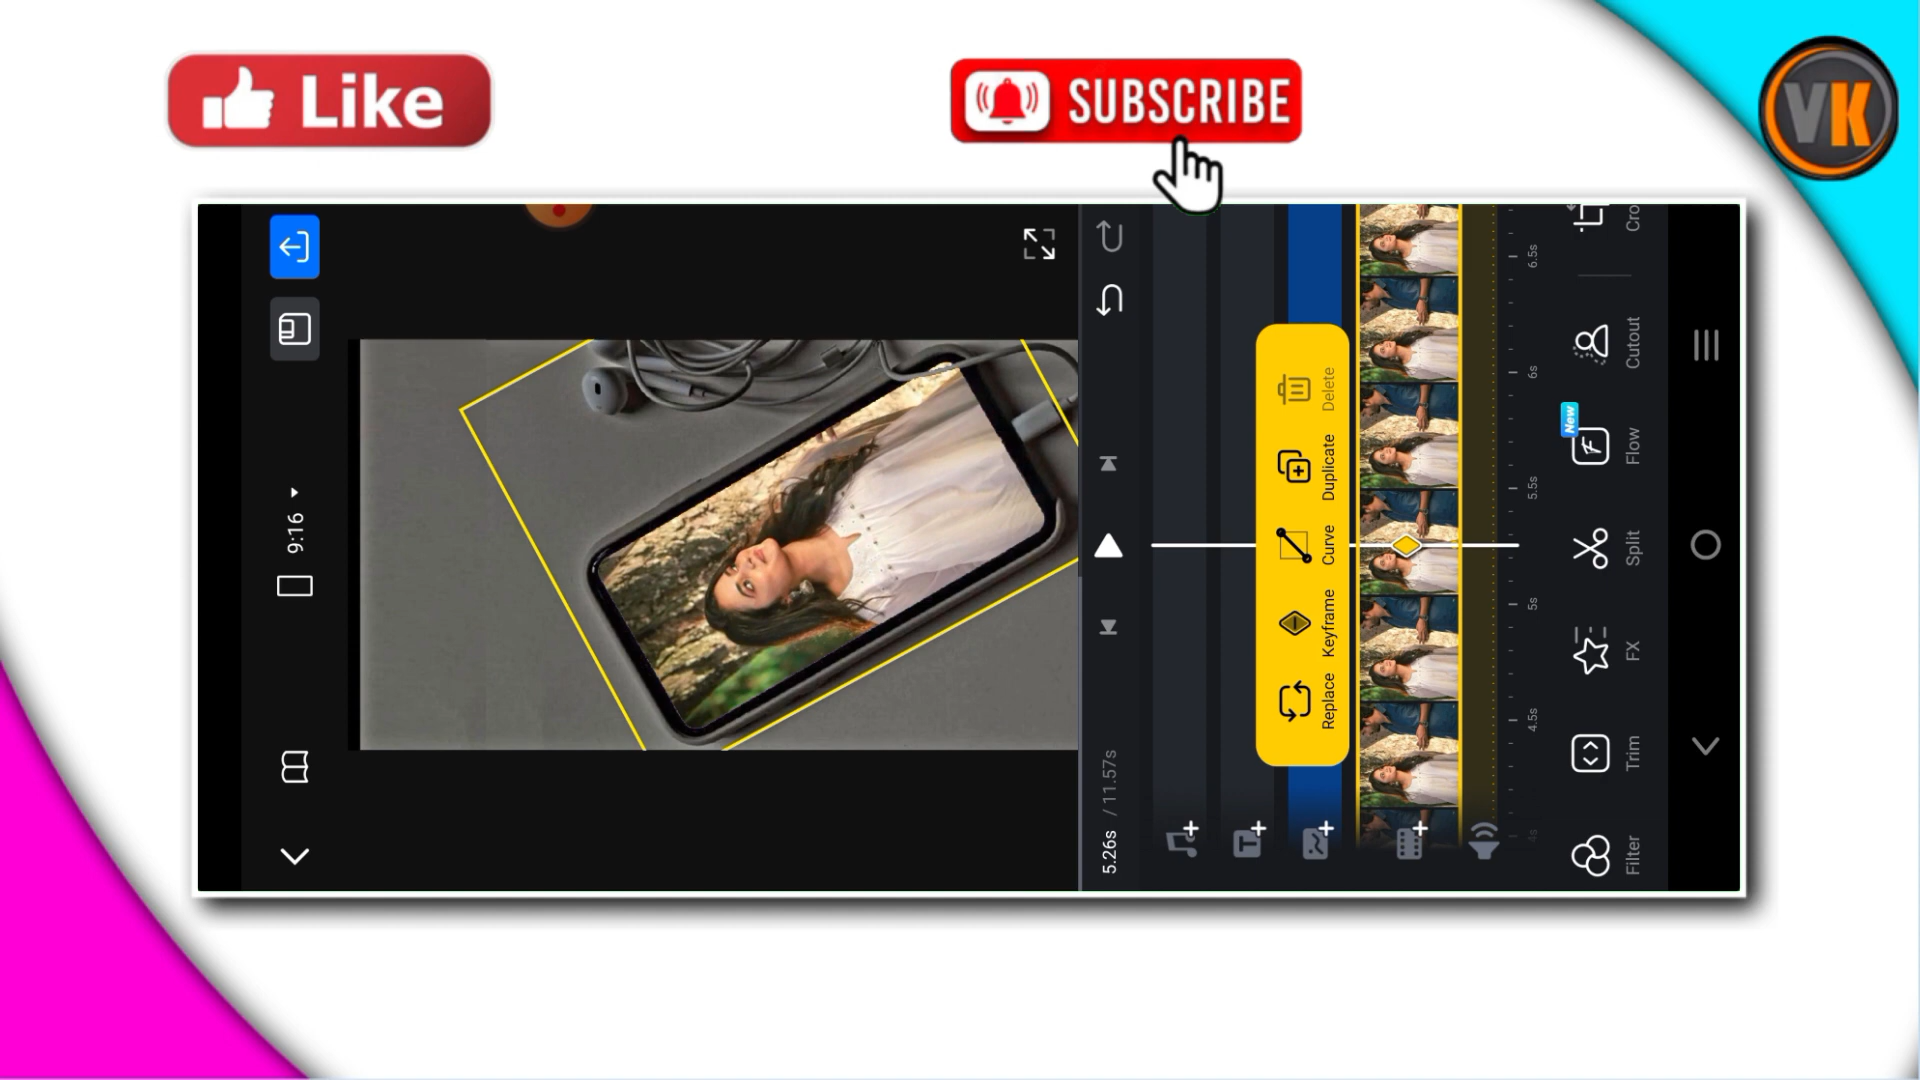 Like
SUBSCRIBE
VK
9:16
5.26s / 11.57s
Replace
Keyframe
Curve
Duplicate
Delete
4s
4.5s
5s
5.5s
6s
6.5s
Filter
Trim
FX
Split
New
Flow
Cutout
Cro